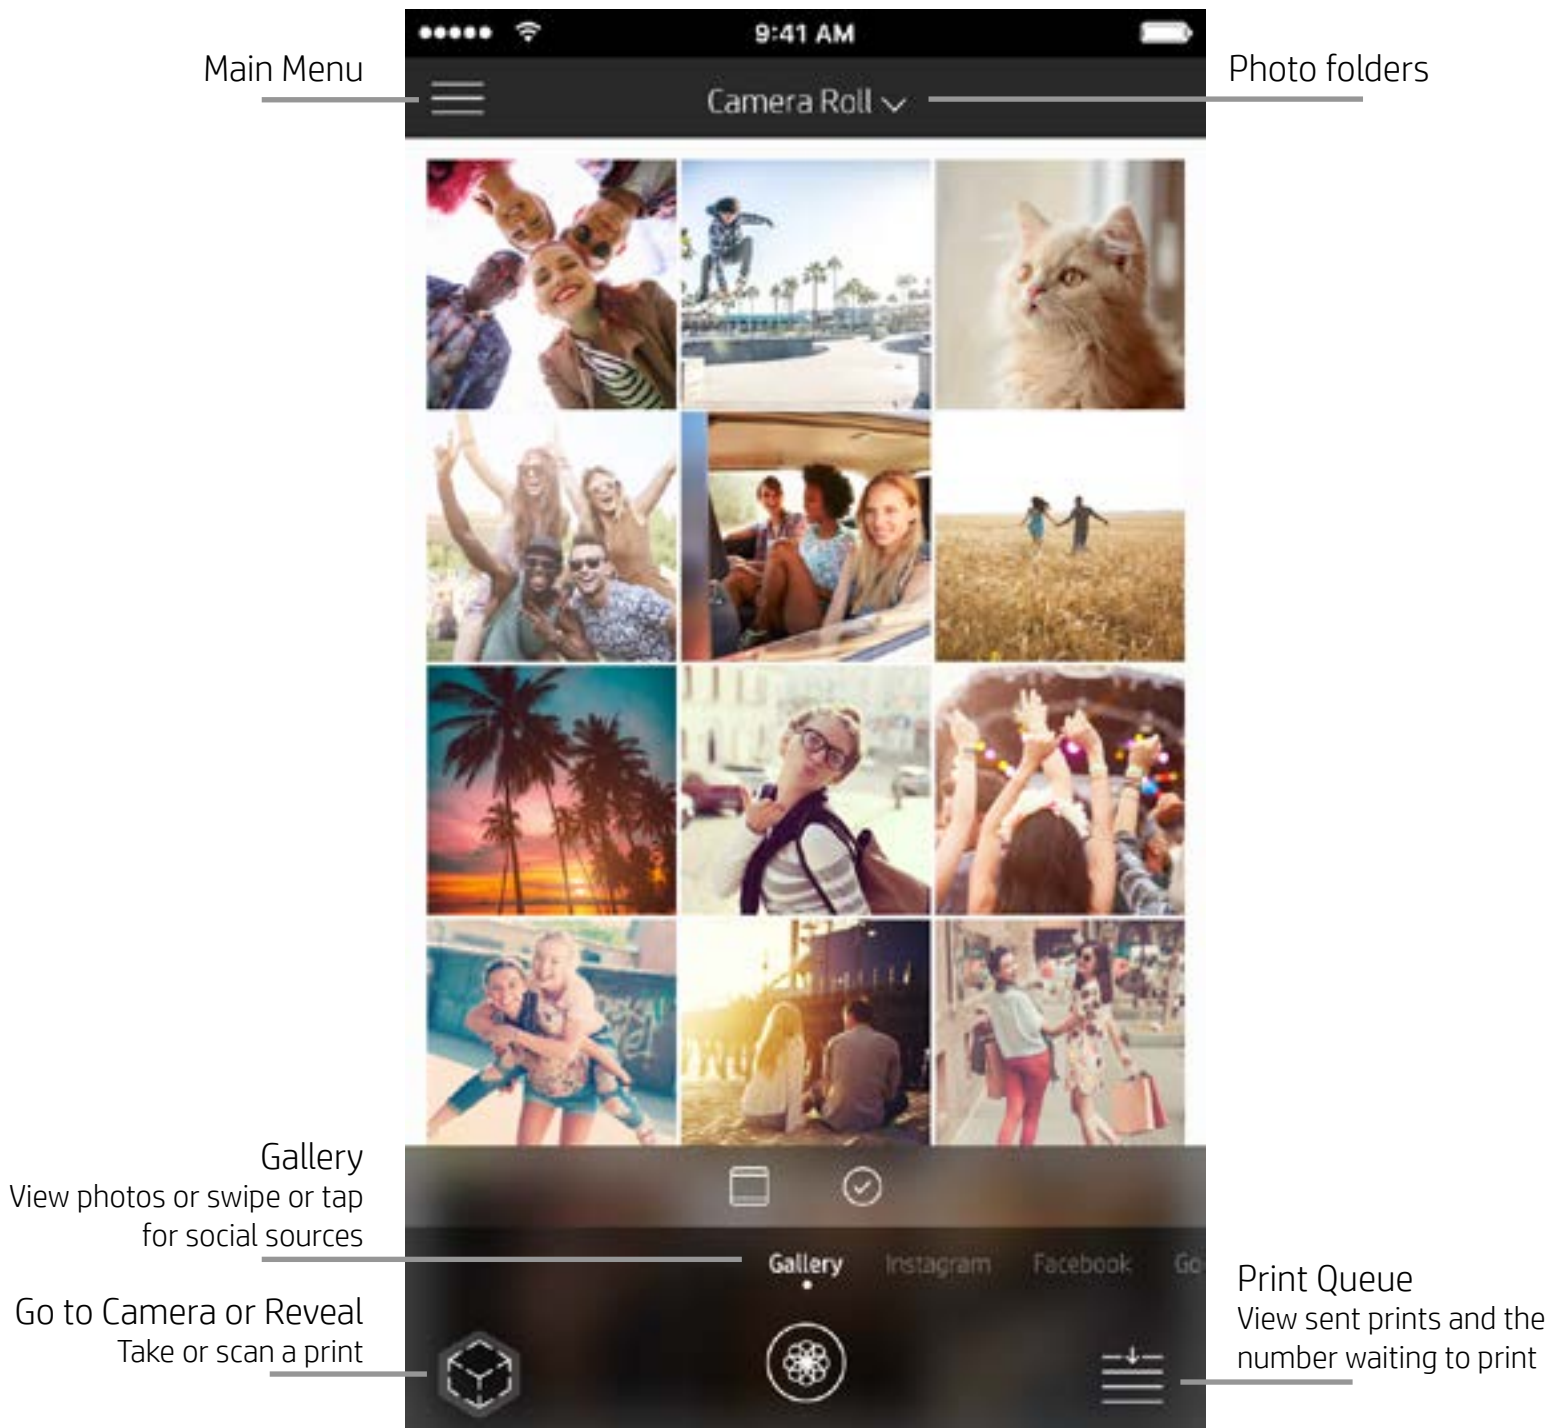 9:41 AM
Main Menu
Photo folders
Camera Roll
Gallery
View photos or swipe or tap
for social sources
Gallery Instagram Facebook Go
Go to Camera or Reveal
Take or scan a print
Print Queue
View sent prints and the
number waiting to print